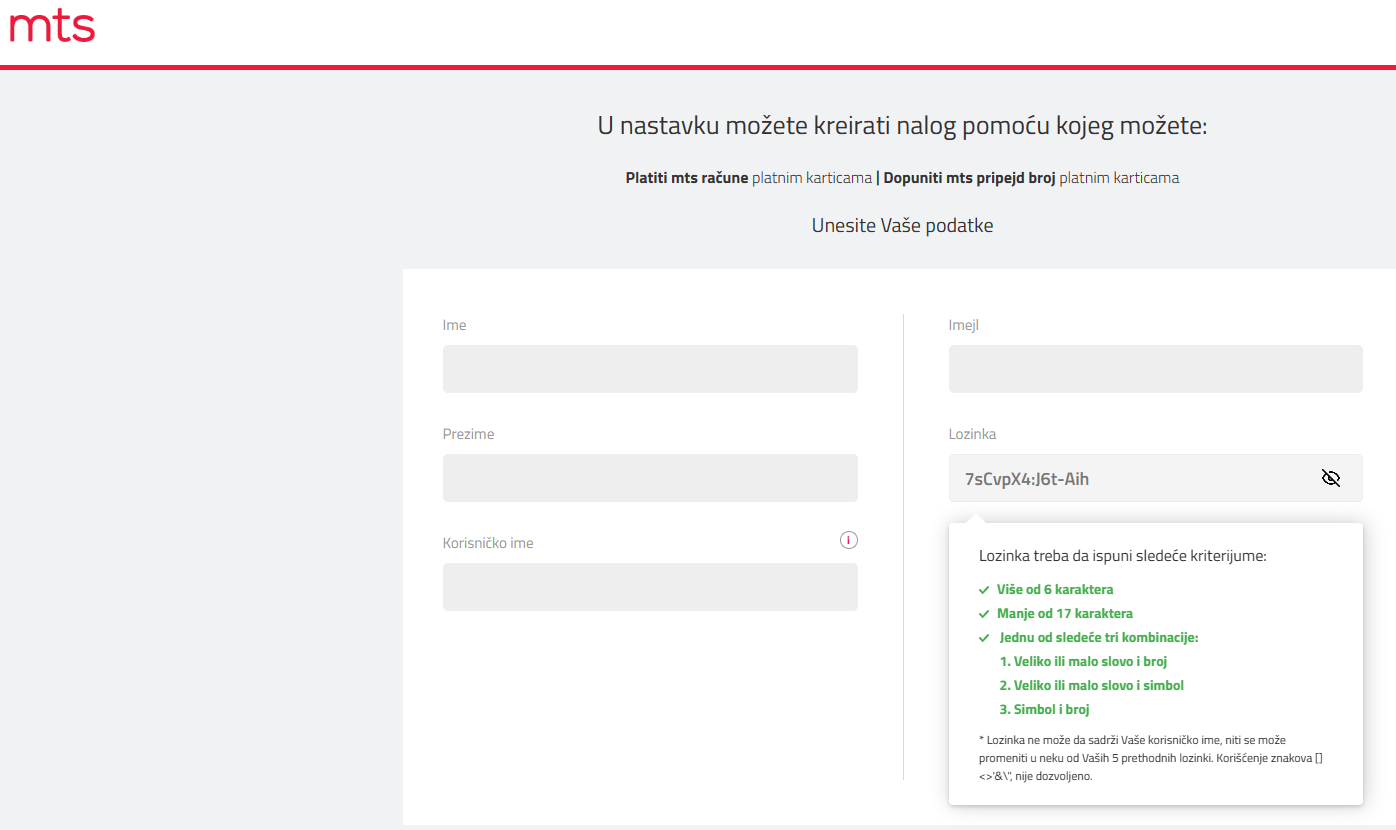 mts
U nastavku možete kreirati nalog pomoću kojeg možete:
Platiti mts račune platnim karticama | Dopuniti mts pripejd broj platnim karticama
Unesite Vaše podatke
Ime
Prezime
Korisničko ime
i
Imejl
Lozinka
7sCvpX4:J6t-Aih
Lozinka treba da ispuni sledeće kriterijume:
Više od 6 karaktera
Manje od 17 karaktera
Jednu od sledeće tri kombinacije:
1. Veliko ili malo slovo i broj
2. Veliko ili malo slovo i simbol
3. Simbol i broj
* Lozinka ne može da sadrži Vaše korisničko ime, niti se može
promeniti u neku od Vaših 5 prethodnih lozinki. Korišćenje znakova []
<>'&\", nije dozvoljeno.